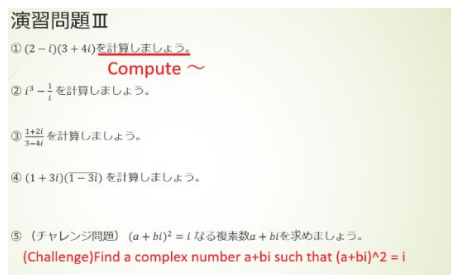 演習問題Ⅲ
① (2 − i)(3 + 4i)を計算しましょう。
Compute ～
② i³ − 1/i を計算しましょう。
③ (1+2i)/(3−4i) を計算しましょう。
④ (1 + 3i)(\overline{1 − 3i}) を計算しましょう。
⑤ （チャレンジ問題） (a + bi)² = i なる複素数a + biを求めましょう。
(Challenge)Find a complex number a+bi such that (a+bi)^2 = i